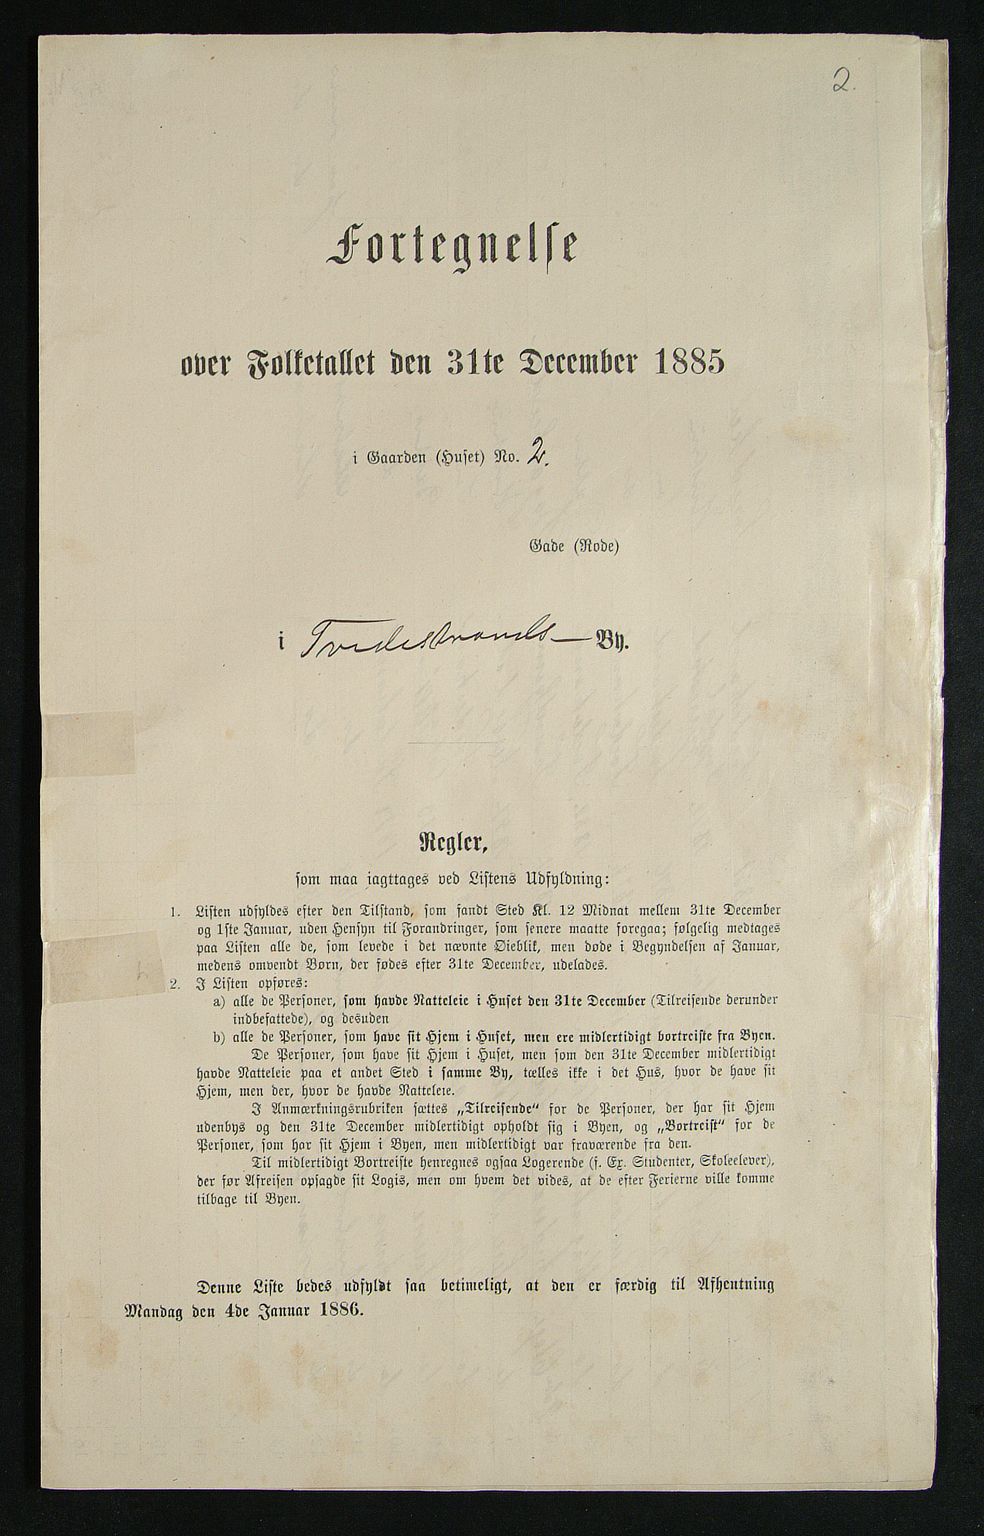 2.
Fortegnelse
over Folketallet den 31te December 1885
i Gaarden (Huset) No. 2.
Gade (Rode)
i Tvedestrands By.
Regler,
som maa iagttages ved Listens Udfyldning:
1. Listen udfyldes efter den Tilstand, som fandt Sted Kl. 12 Midnat mellem 31te December
og 1ste Januar, uden Hensyn til Forandringer, som senere maatte foregaa; følgelig medtages
paa Listen alle de, som levede i det nævnte Øieblik, men døde i Begyndelsen af Januar,
medens omvendt Børn, der fødes efter 31te December, udelades.
2. I Listen opføres:
a) alle de Personer, som havde Natteleie i Huset den 31te December (Tilreisende derunder
indbefattede), og desuden
b) alle de Personer, som have sit Hjem i Huset, men ere midlertidigt bortreiste fra Byen.
De Personer, som have sit Hjem i Huset, men som den 31te December midlertidigt
havde Natteleie paa et andet Sted i samme By, tælles ikke i det Hus, hvor de have sit
Hjem, men der, hvor de havde Natteleie.
I Anmærkningsrubriken sættes „Tilreisende“ for de Personer, der har sit Hjem
udenbys og den 31te December midlertidigt opholdt sig i Byen, og „Bortreist“ for de
Personer, som har sit Hjem i Byen, men midlertidigt var fraværende fra den.
Til midlertidigt Bortreiste henregnes ogsaa Logerende (f. Ex. Studenter, Skoleelever),
der før Afreisen opsagde sit Logis, men om hvem det vides, at de efter Ferierne ville komme
tilbage til Byen.
Denne Liste bedes udfyldt saa betimeligt, at den er færdig til Afhentning
Mandag den 4de Januar 1886.